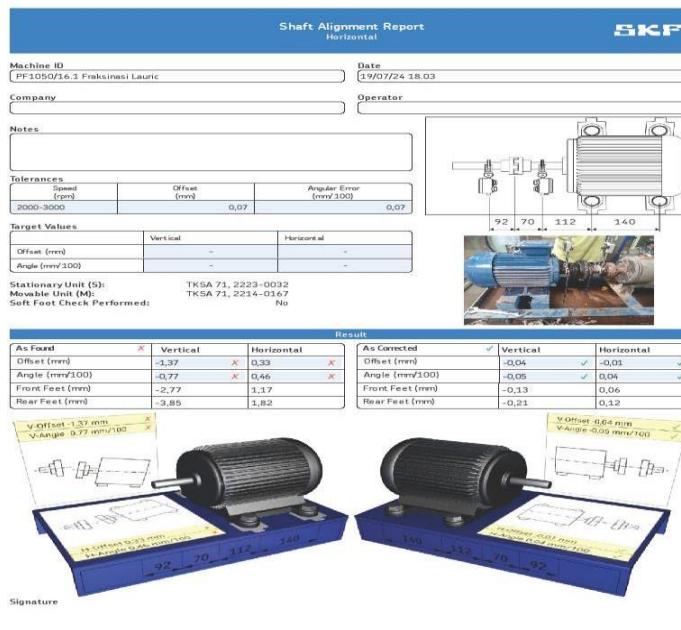 Shaft Alignment Report
Horizontal
SKF
Machine ID
PF1050/16.1 Fraksinasi Lauric
Date
19/07/24 18.03
Company
Operator
Notes
Tolerances
Speed (rpm) Offset (mm) Angular Error (mm/100)
2000-3000 0,07 0,07
92 70 112 140
Target Values
Vertical Horizontal
Offset (mm) - -
Angle (mm/100) - -
Stationary Unit (S): TKSA 71, 2223-0032
Movable Unit (M): TKSA 71, 2214-0167
Soft Foot Check Performed: No
Result
As Found ✗ Vertical Horizontal
Offset (mm) -1,37 ✗ 0,33 ✗
Angle (mm/100) -0,77 ✗ 0,46 ✗
Front Feet (mm) -2,77 1,17
Rear Feet (mm) -3,85 1,82
As Corrected ✓ Vertical Horizontal
Offset (mm) -0,04 ✓ -0,01 ✓
Angle (mm/100) -0,05 ✓ 0,04 ✓
Front Feet (mm) -0,13 0,06
Rear Feet (mm) -0,21 0,12
V-Offset -1,37 mm ✗
V-Angle -0,77 mm/100 ✗
H-Offset 0,33 mm
H-Angle 0,46 mm/100
92 70 112 140
V-Offset -0,04 mm ✓
V-Angle -0,05 mm/100 ✓
H-Offset -0,01 mm
H-Angle 0,04 mm/100
140 112 70 92
Signature